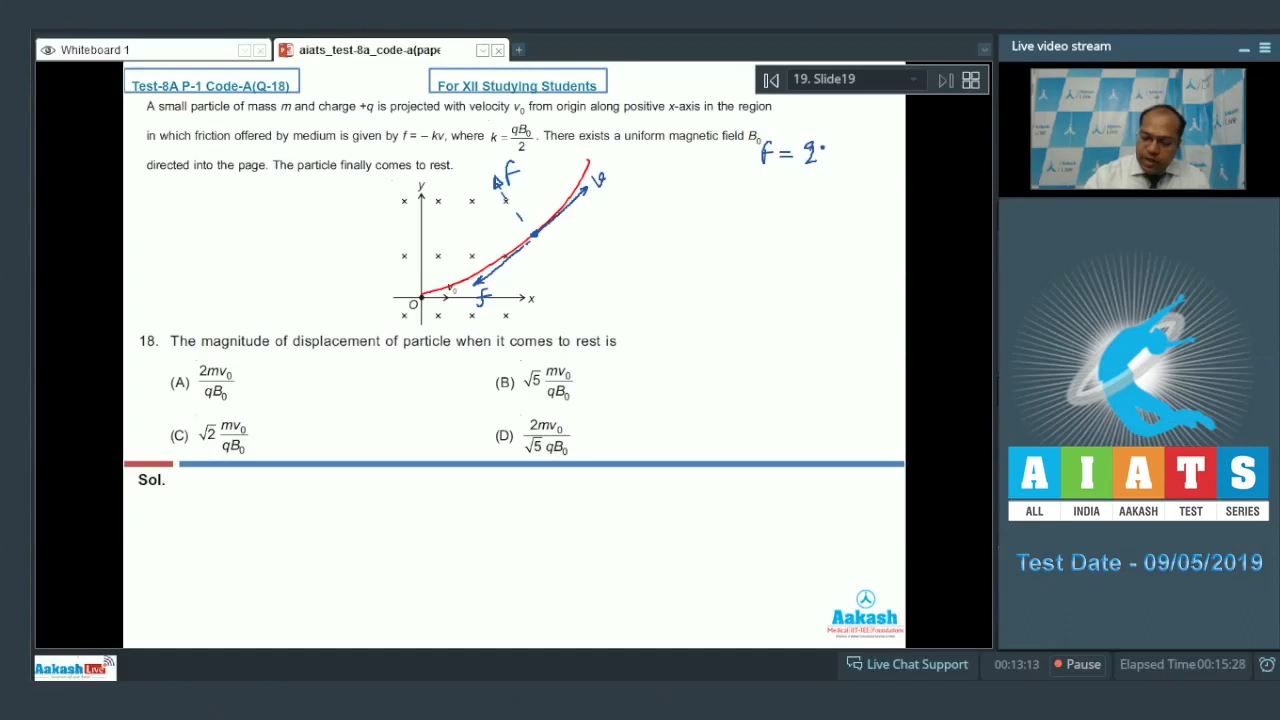 Whiteboard 1
aiats_test-8a_code-a(pape
Live video stream
Test-8A P-1 Code-A(Q-18)
For XII Studying Students
19. Slide19
A small particle of mass m and charge +q is projected with velocity v₀ from origin along positive x-axis in the region
in which friction offered by medium is given by f = – kv, where k = qB₀/2. There exists a uniform magnetic field B₀
directed into the page. The particle finally comes to rest.
F = q
F
v
y
× × × ×
× × ×
v₀
f
O
x
× × × ×
18. The magnitude of displacement of particle when it comes to rest is
(A) 2mv₀/qB₀
(B) √5 mv₀/qB₀
(C) √2 mv₀/qB₀
(D) 2mv₀/√5 qB₀
Sol.
AIATS
ALL INDIA AAKASH TEST SERIES
Test Date - 09/05/2019
Aakash
Medical|IIT-JEE|Foundations
Aakash Live
Live Chat Support
00:13:13
Pause
Elapsed Time 00:15:28